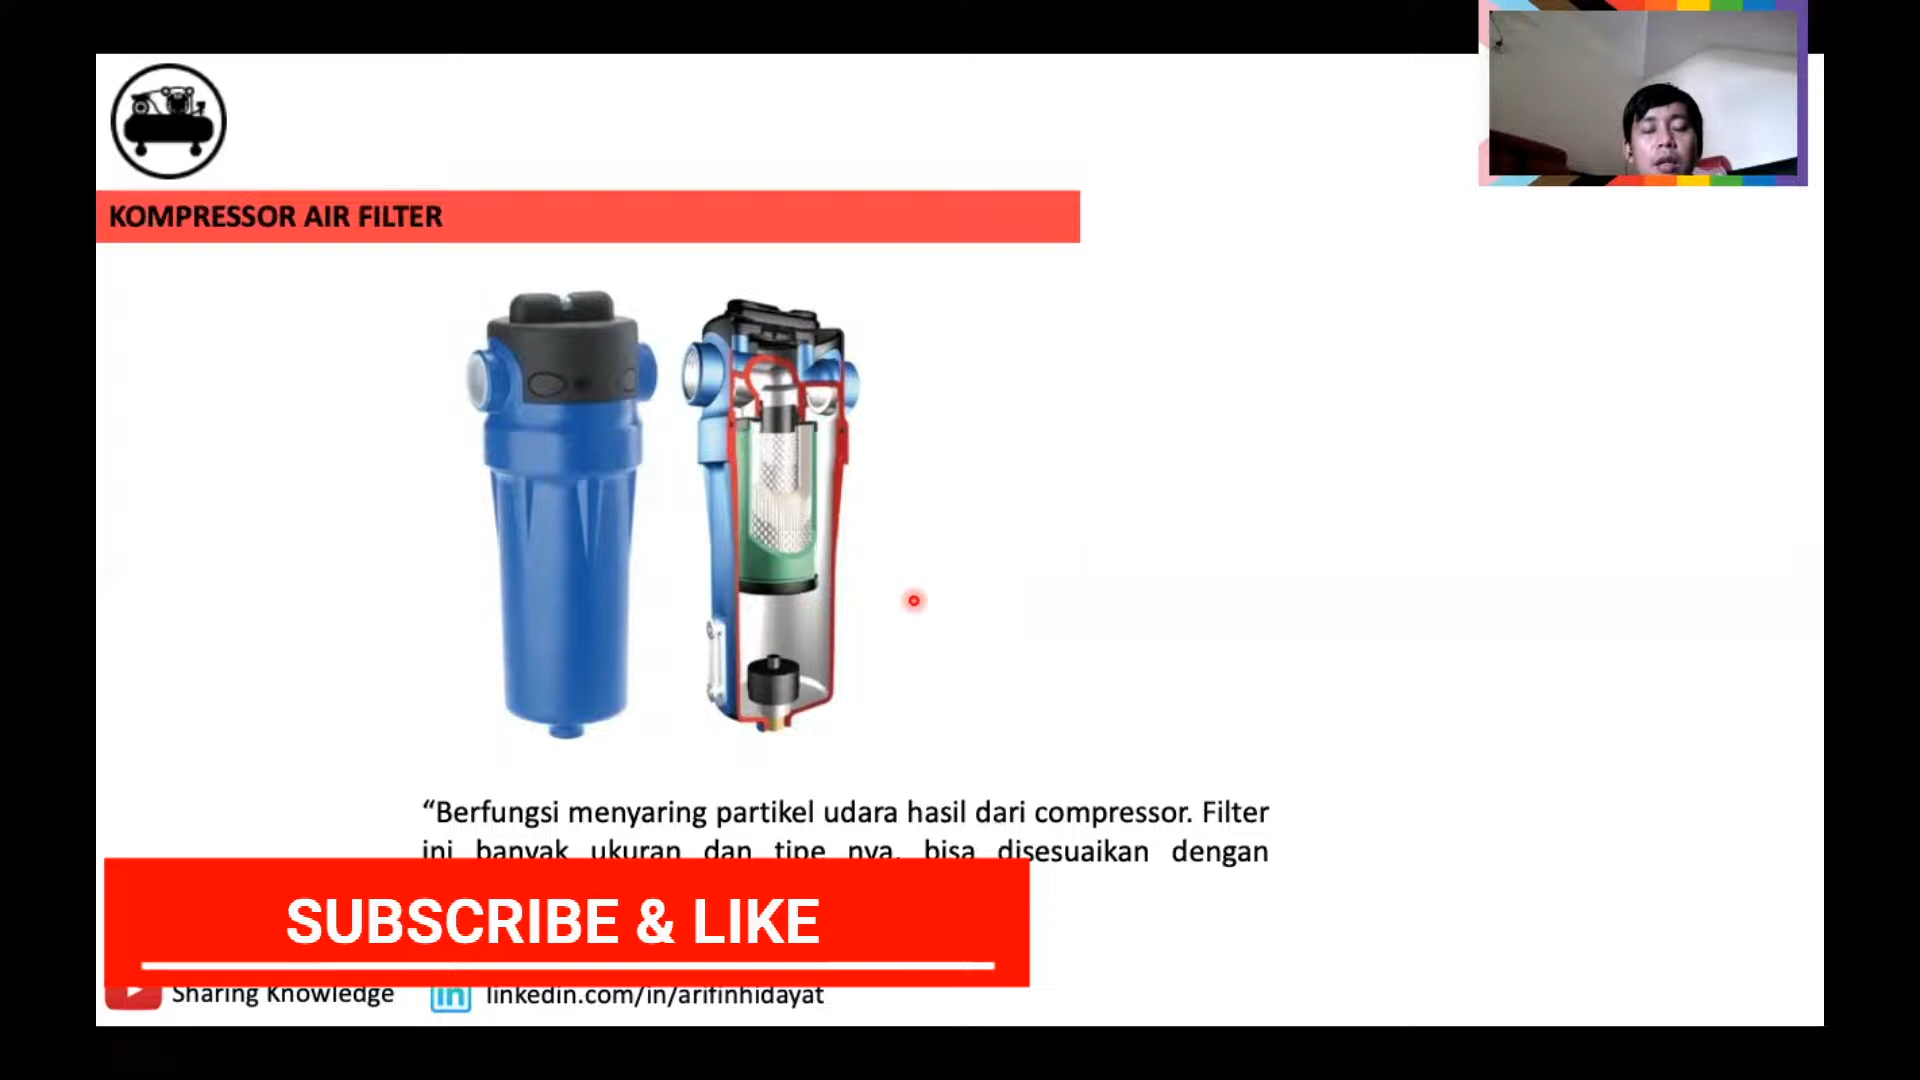 KOMPRESSOR AIR FILTER
“Berfungsi menyaring partikel udara hasil dari compressor. Filter
ini banyak ukuran dan tipe nya, bisa disesuaikan dengan
SUBSCRIBE & LIKE
Sharing Knowledge
in linkedin.com/in/arifinhidayat